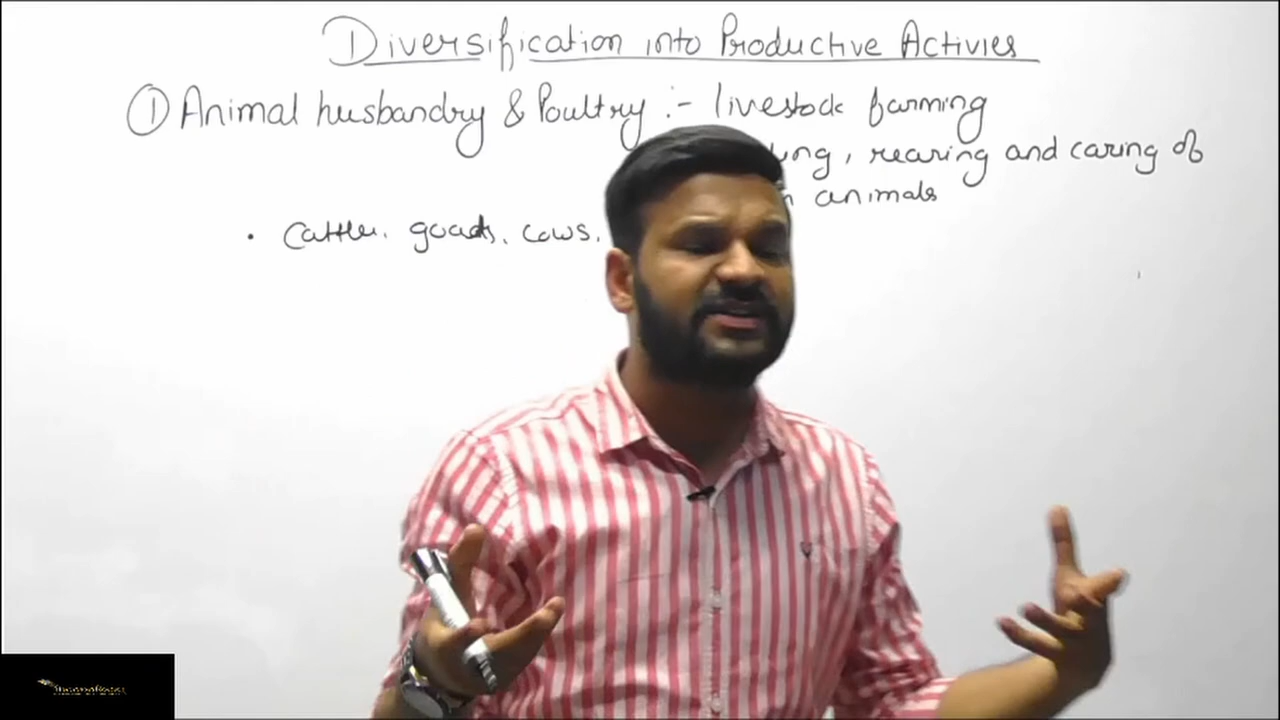 Diversification into Productive Activies
① Animal husbandry & Poultry :- livestock farming
, rearing and caring of
animals
• Cattle, goats, cows,